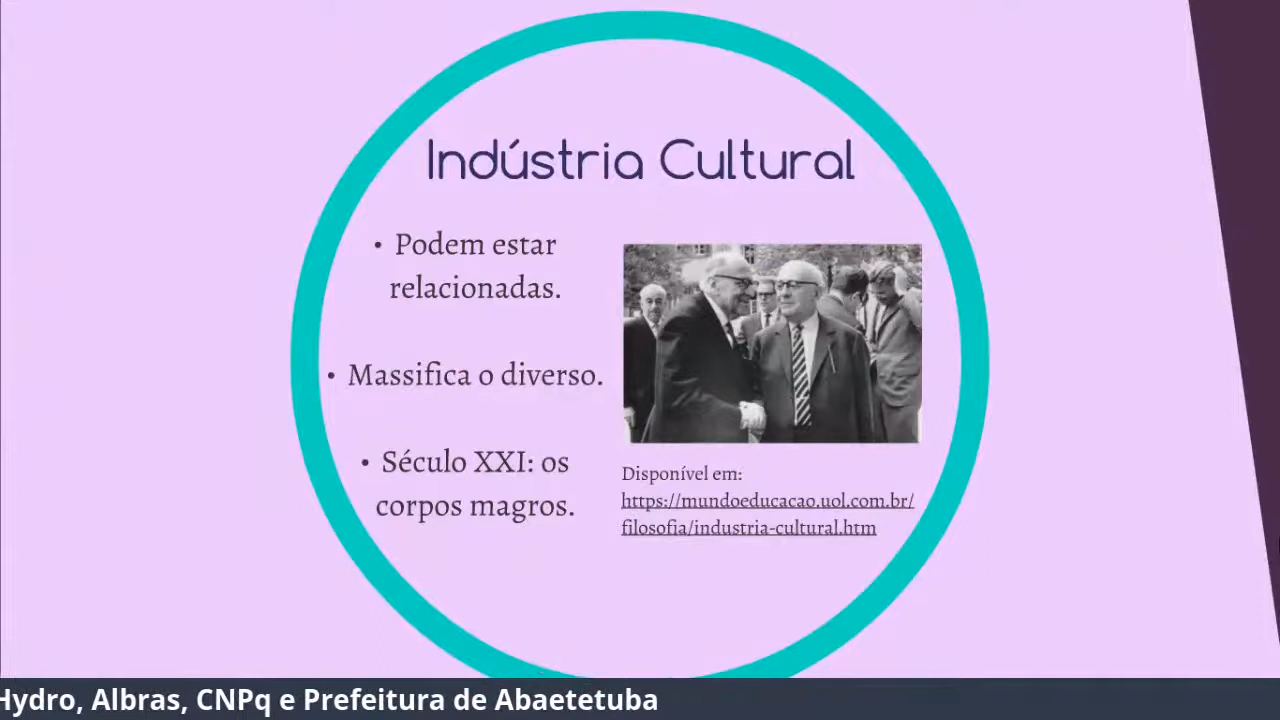 Indústria Cultural
• Podem estar
relacionadas.
• Massifica o diverso.
• Século XXI: os
corpos magros.
Disponível em:
https://mundoeducacao.uol.com.br/
filosofia/industria-cultural.htm
Hydro, Albras, CNPq e Prefeitura de Abaetetuba